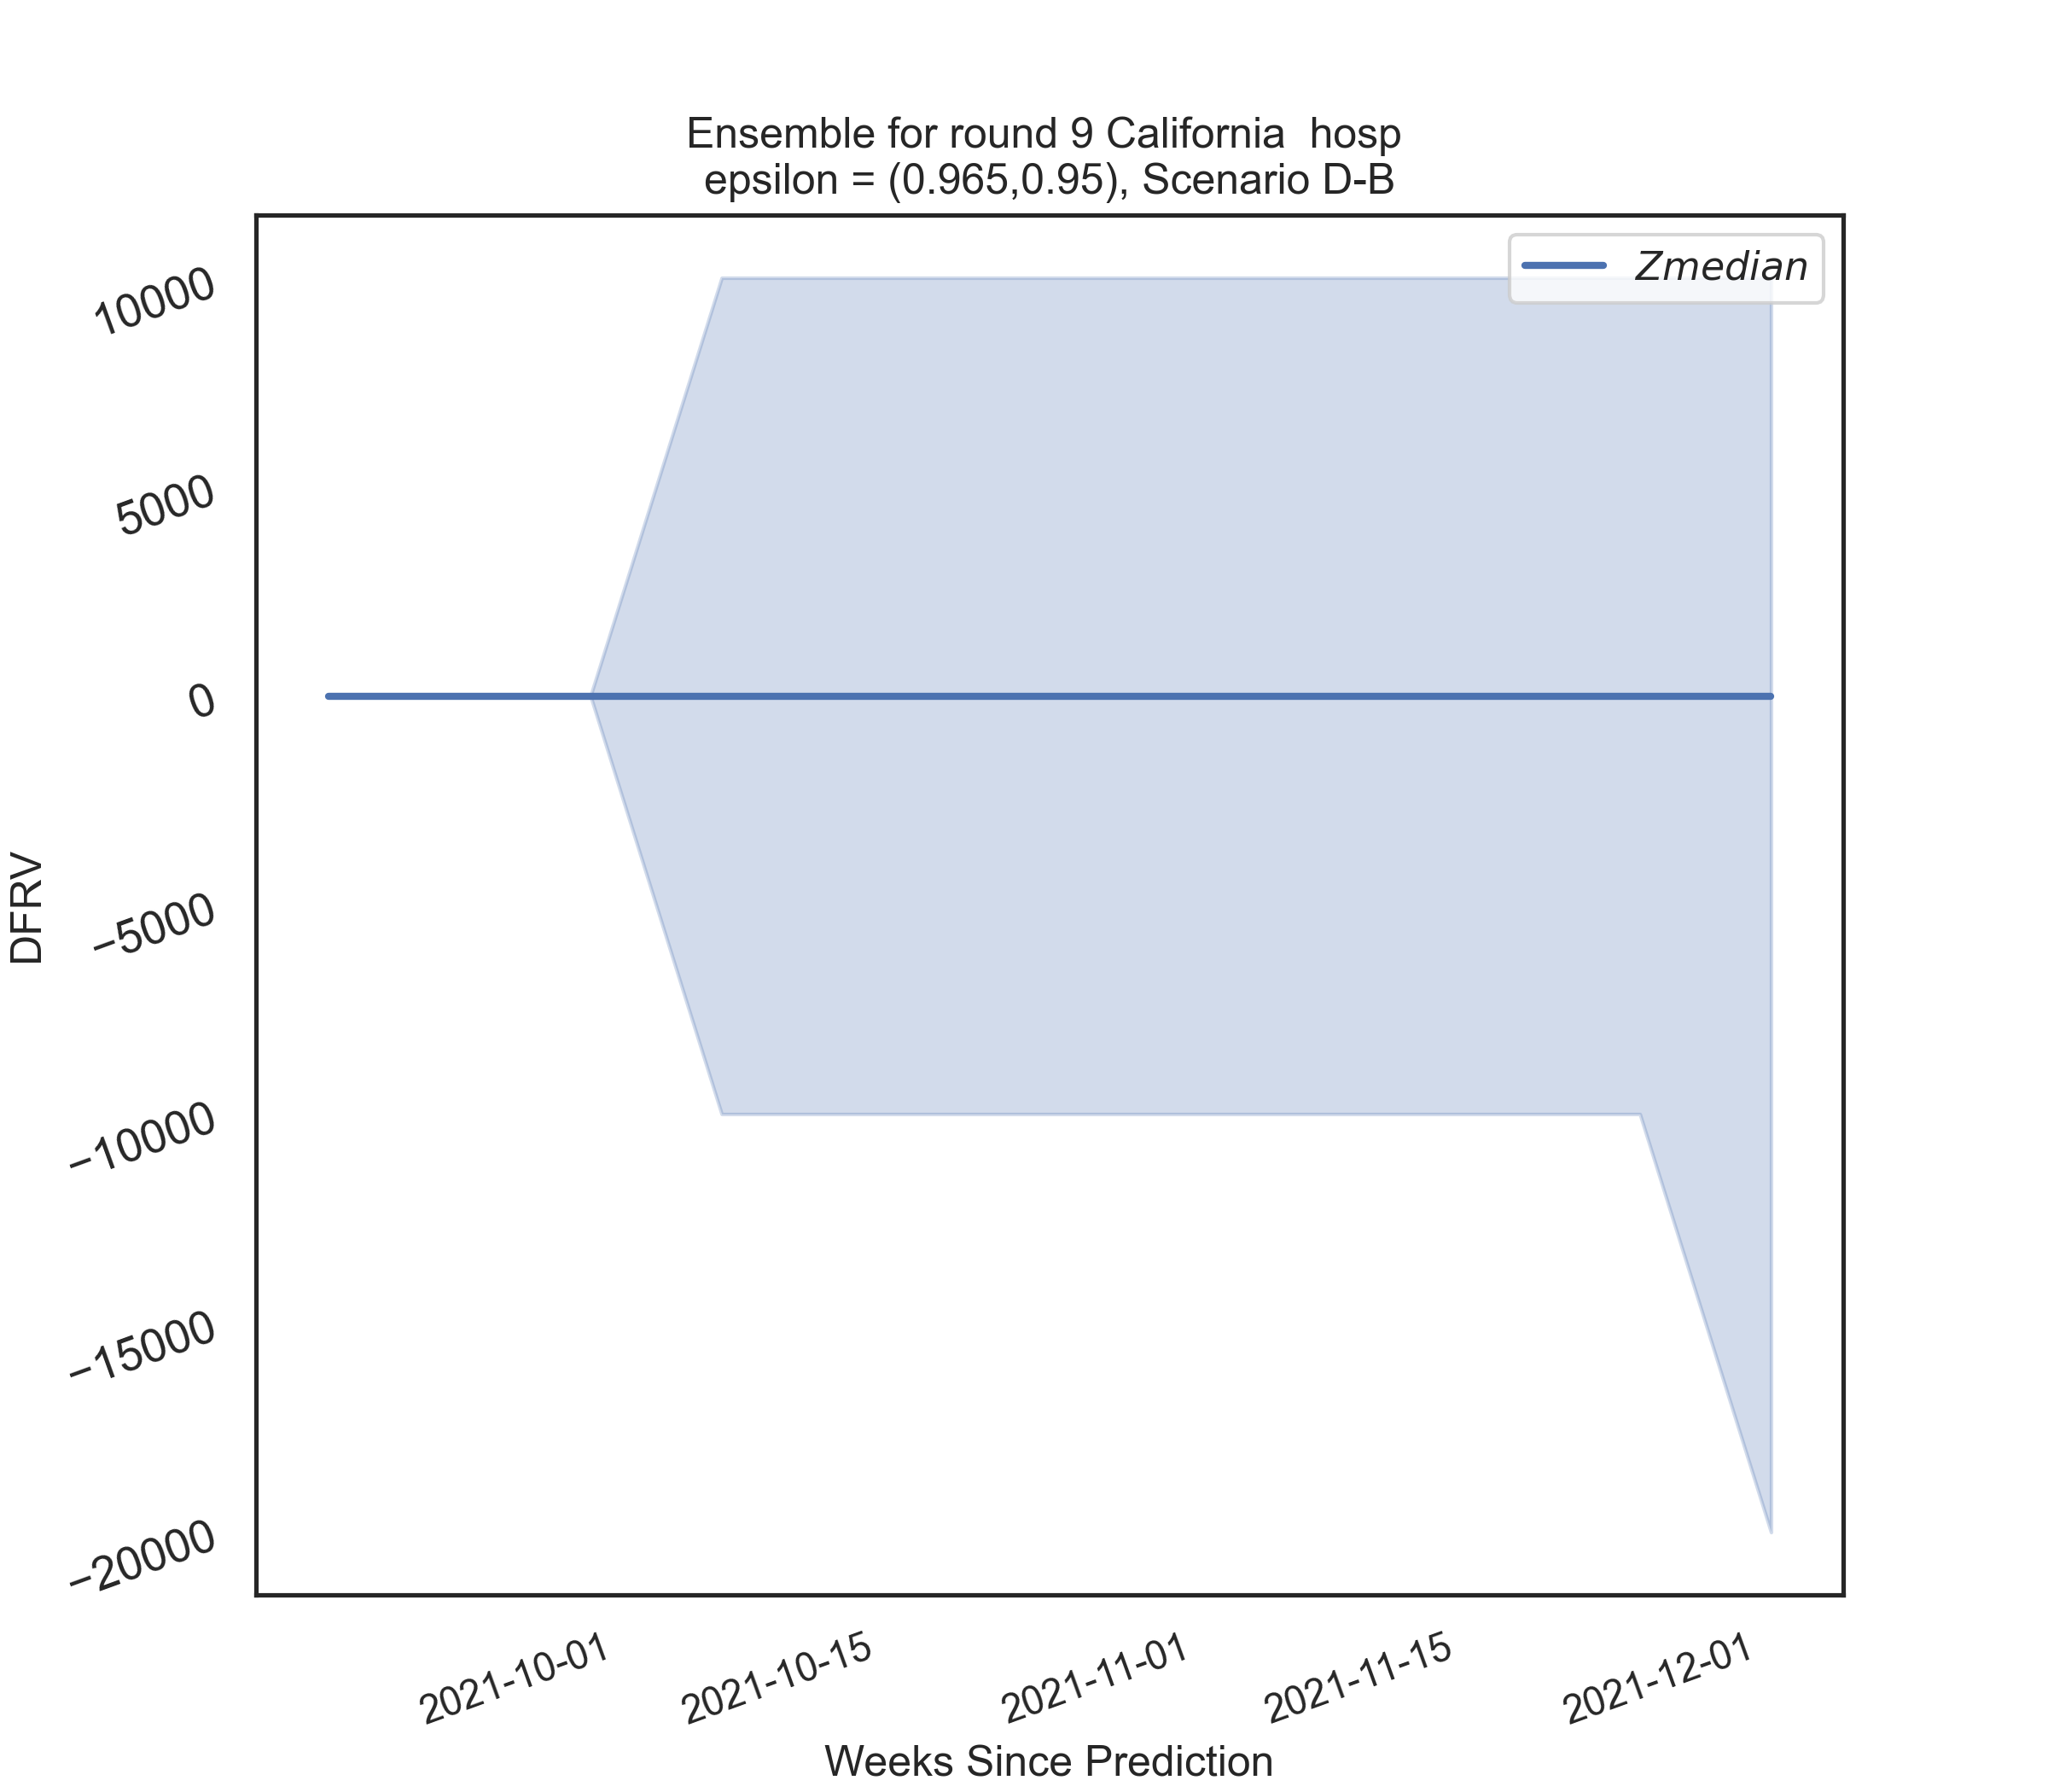 Ensemble for round 9 California  hosp
epsilon = (0.965,0.95), Scenario D-B
Zmedian
10000
5000
0
−5000
−10000
−15000
−20000
DFRV
2021-10-01
2021-10-15
2021-11-01
2021-11-15
2021-12-01
Weeks Since Prediction